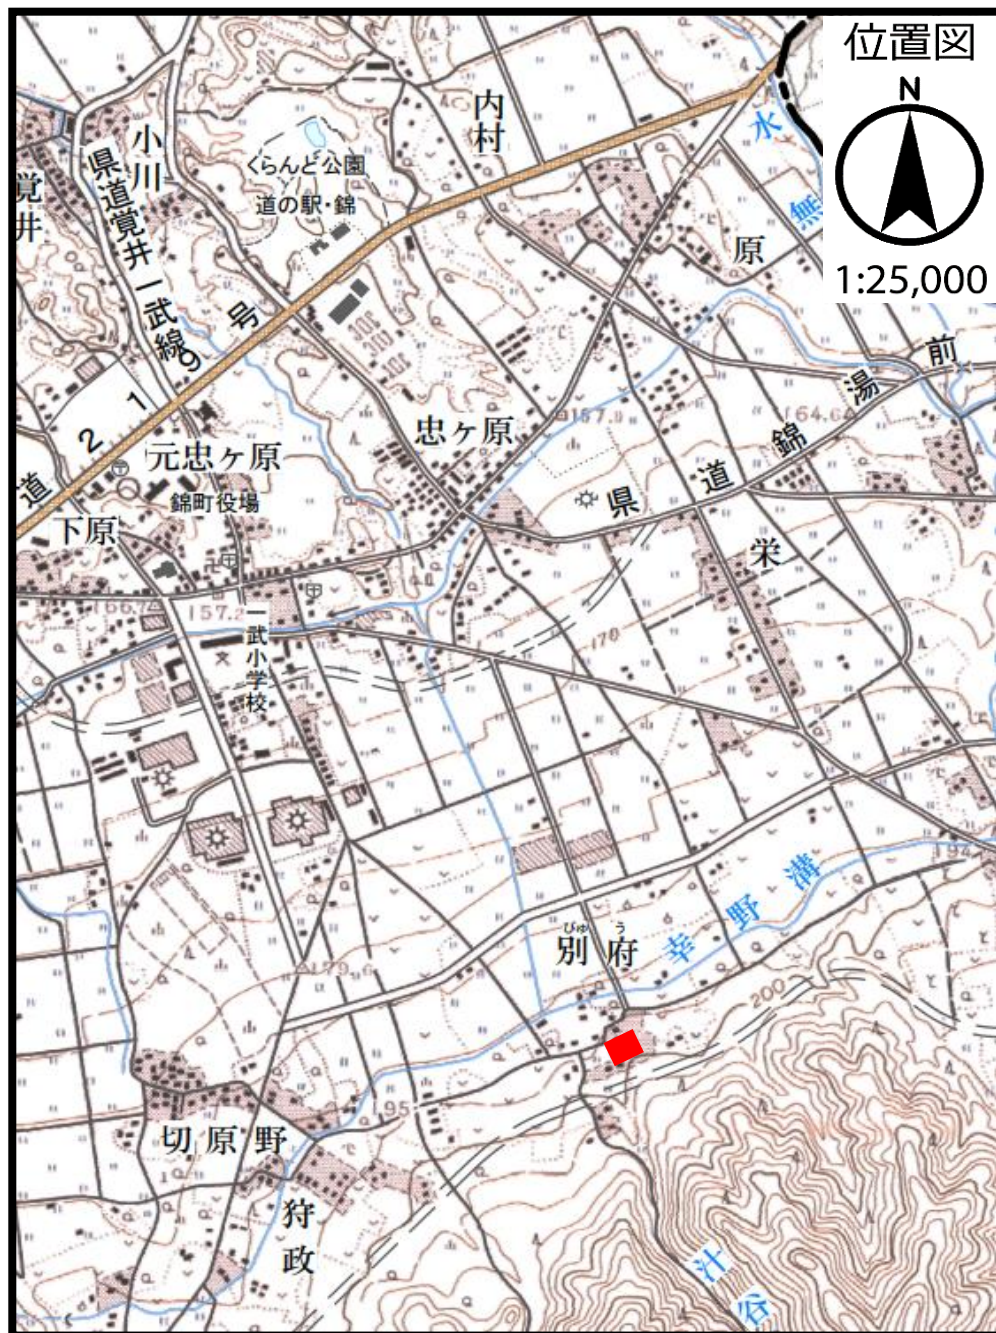 位置図
N
1:25,000
内村
小川
県道覚井一武線
覚井
くらんど公園
道の駅・錦
水無
原
号
9
1
2
道
前
湯
錦
道
県
157.9
164.6
忠ヶ原
元忠ヶ原
錦町役場
下原
栄
166.7
157.2
170
一武小学校
194
幸野溝
びゅう
別府
179.6
200
195
切原野
狩政
汁谷